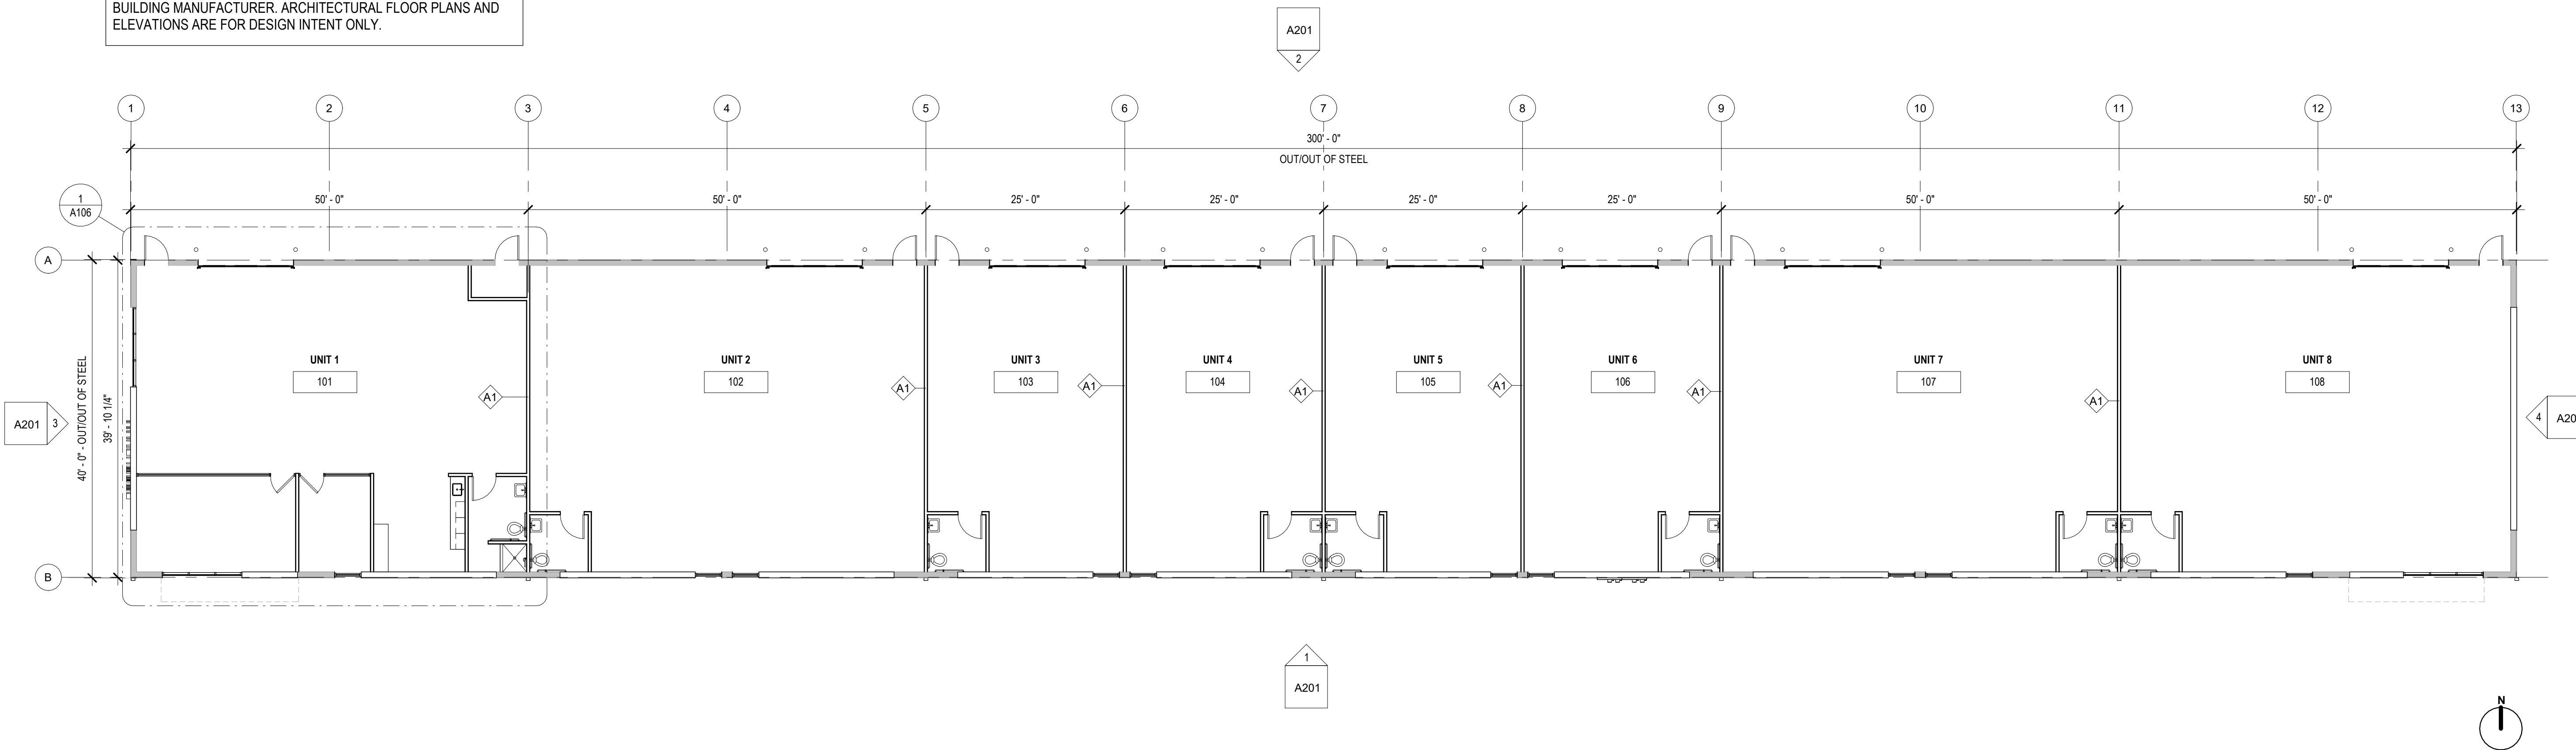 BUILDING MANUFACTURER. ARCHITECTURAL FLOOR PLANS AND
ELEVATIONS ARE FOR DESIGN INTENT ONLY.
A201
2
1
2
3
4
5
6
7
8
9
10
11
12
13
300' - 0"
OUT/OUT OF STEEL
1
A106
50' - 0"
50' - 0"
25' - 0"
25' - 0"
25' - 0"
25' - 0"
50' - 0"
50' - 0"
A
40' - 0" - OUT/OUT OF STEEL
39' - 10 1/4"
UNIT 1
101
UNIT 2
102
UNIT 3
103
UNIT 4
104
UNIT 5
105
UNIT 6
106
UNIT 7
107
UNIT 8
108
A1
A1
A1
A1
A1
A1
A1
A201
3
4
A20
B
1
A201
N